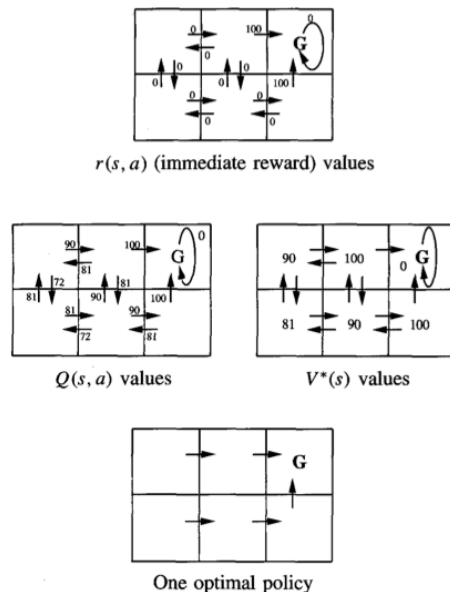 0 100 0
G
0
0 0 0 0 100
0 0
0 0
r(s, a) (immediate reward) values
90 100 0
81 G
81 72 90 81 100
81 90
72 81
Q(s, a) values
90 100 0 G
81 90 100
V*(s) values
G
One optimal policy